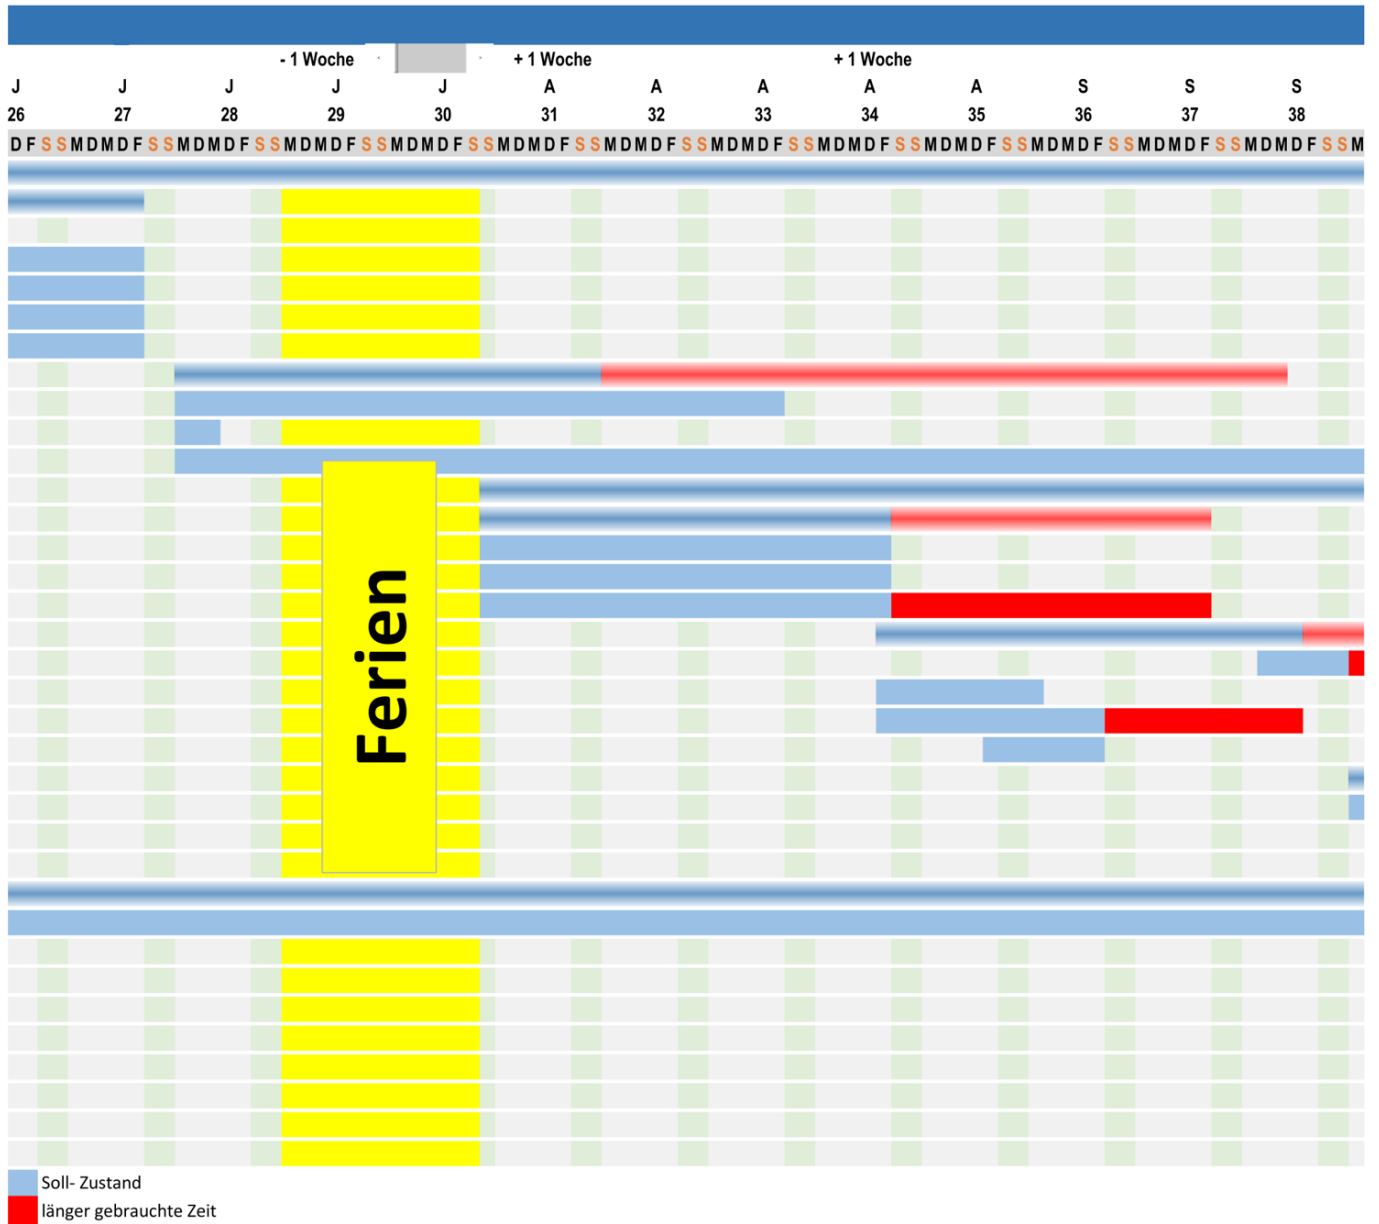 - 1 Woche + 1 Woche + 1 Woche
J J J J J A A A A A S S S
26 27 28 29 30 31 32 33 34 35 36 37 38
D F S S M D M D F S S M D M D F S S M D M D F S S M D M D F S S M D M D F S S M D M D F S S M D M D F S S M D M D F S S M D M D F S S M D M D F S S M D M D F S S M D M D F S S M
Ferien
Soll- Zustand
länger gebrauchte Zeit